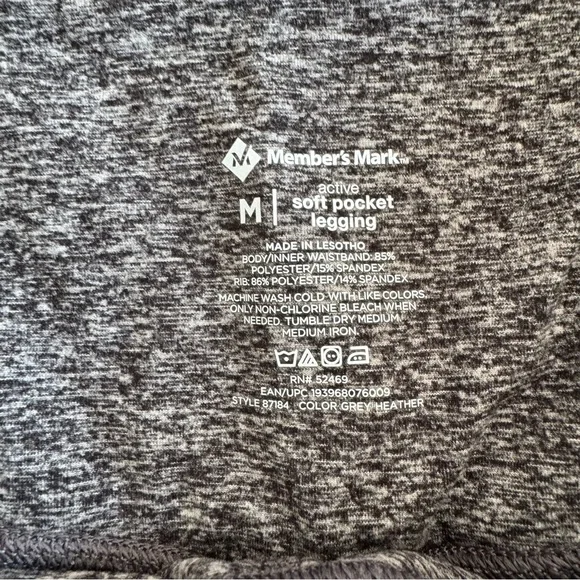 Member's Mark™
M
active
soft pocket
legging
MADE IN LESOTHO
BODY/INNER WAISTBAND: 85%
POLYESTER/15% SPANDEX
RIB: 86% POLYESTER/14% SPANDEX
MACHINE WASH COLD WITH LIKE COLORS.
ONLY NON-CHLORINE BLEACH WHEN
NEEDED. TUMBLE DRY MEDIUM.
MEDIUM IRON.
RN# 52469
EAN/UPC 193968076009
STYLE 87184 COLOR GREY HEATHER